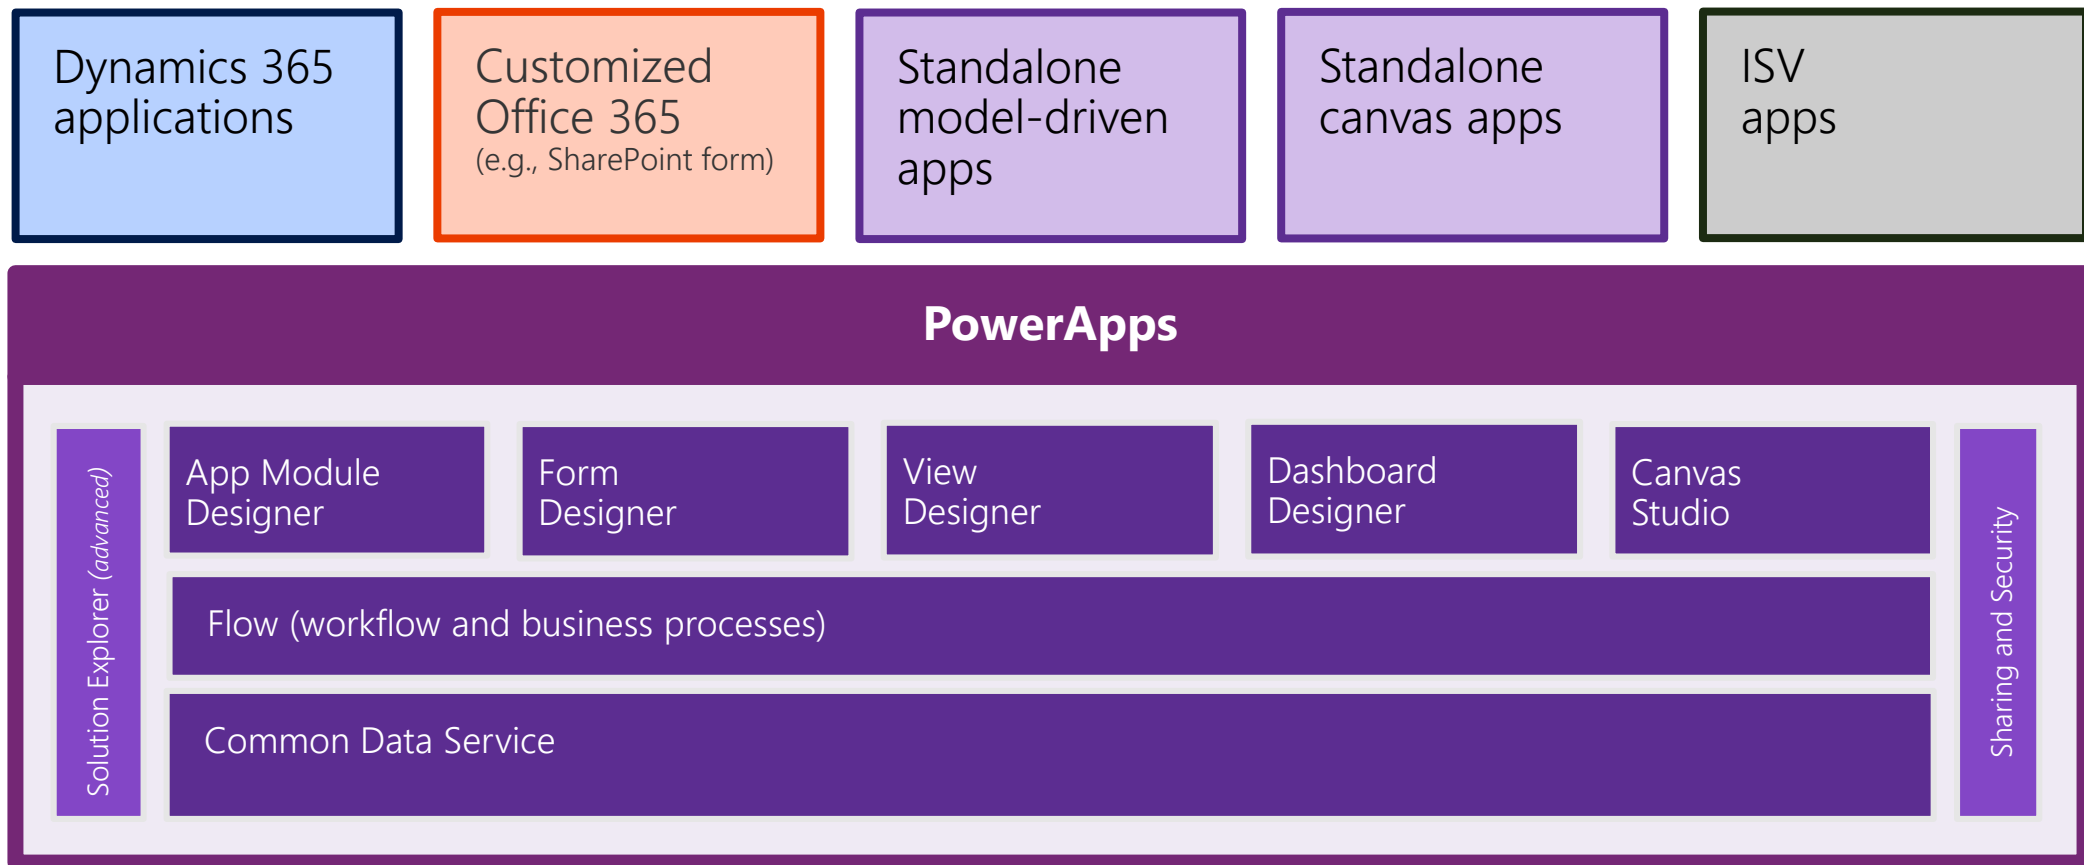 Dynamics 365
applications
Customized
Office 365
(e.g., SharePoint form)
Standalone
model-driven
apps
Standalone
canvas apps
ISV
apps
PowerApps
Solution Explorer (advanced)
App Module
Designer
Form
Designer
View
Designer
Dashboard
Designer
Canvas
Studio
Flow (workflow and business processes)
Common Data Service
Sharing and Security